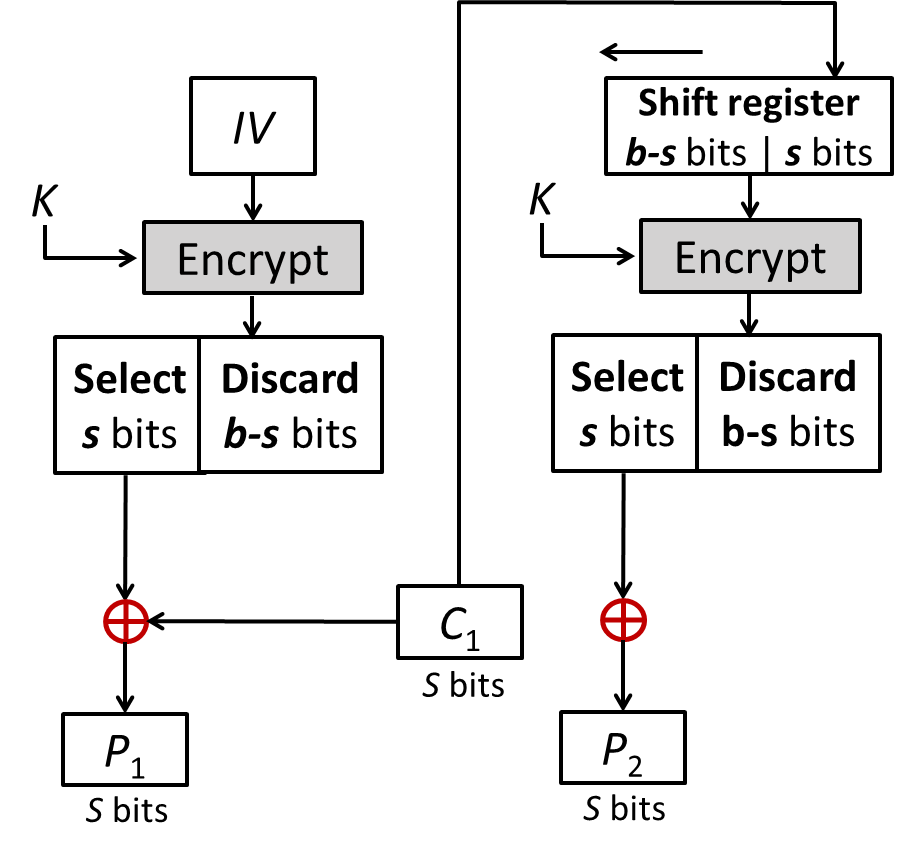 IV
K
Encrypt
Select
s bits
Discard
b-s bits
C1
S bits
P1
S bits
Shift register
b-s bits | s bits
K
Encrypt
Select
s bits
Discard
b-s bits
P2
S bits